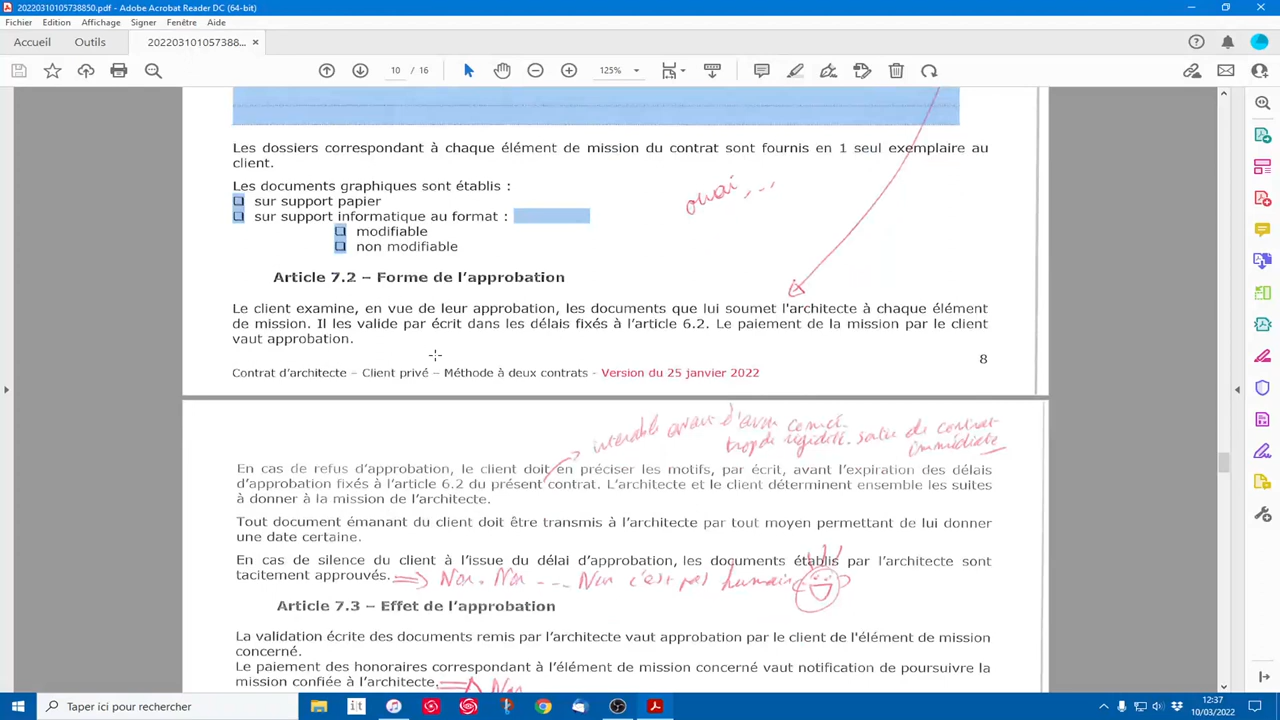 20220310105738850.pdf - Adobe Acrobat Reader DC (64-bit)
Fichier Edition Affichage Signer Fenêtre Aide
Accueil Outils 202203101057388... ×
10 / 16 125%
Les dossiers correspondant à chaque élément de mission du contrat sont fournis en 1 seul exemplaire au
client.
ouai ...
Les documents graphiques sont établis :
❑ sur support papier
❑ sur support informatique au format :
❑ modifiable
❑ non modifiable
Article 7.2 – Forme de l'approbation
Le client examine, en vue de leur approbation, les documents que lui soumet l'architecte à chaque élément
de mission. Il les valide par écrit dans les délais fixés à l'article 6.2. Le paiement de la mission par le client
vaut approbation.
8
Contrat d'architecte – Client privé – Méthode à deux contrats - Version du 25 janvier 2022
trop de rigidité. sortie de contrat
immédiate
En cas de refus d'approbation, le client doit en préciser les motifs, par écrit, avant l'expiration des délais
d'approbation fixés à l'article 6.2 du présent contrat. L'architecte et le client déterminent ensemble les suites
à donner à la mission de l'architecte.
Tout document émanant du client doit être transmis à l'architecte par tout moyen permettant de lui donner
une date certaine.
En cas de silence du client à l'issue du délai d'approbation, les documents établis par l'architecte sont
tacitement approuvés. => Non. Non ... Non c'est pas humain
Article 7.3 – Effet de l'approbation
La validation écrite des documents remis par l'architecte vaut approbation par le client de l'élément de mission
concerné.
Le paiement des honoraires correspondant à l'élément de mission concerné vaut notification de poursuivre la
mission confiée à l'architecte. => Non
Taper ici pour rechercher
12:37
10/03/2022